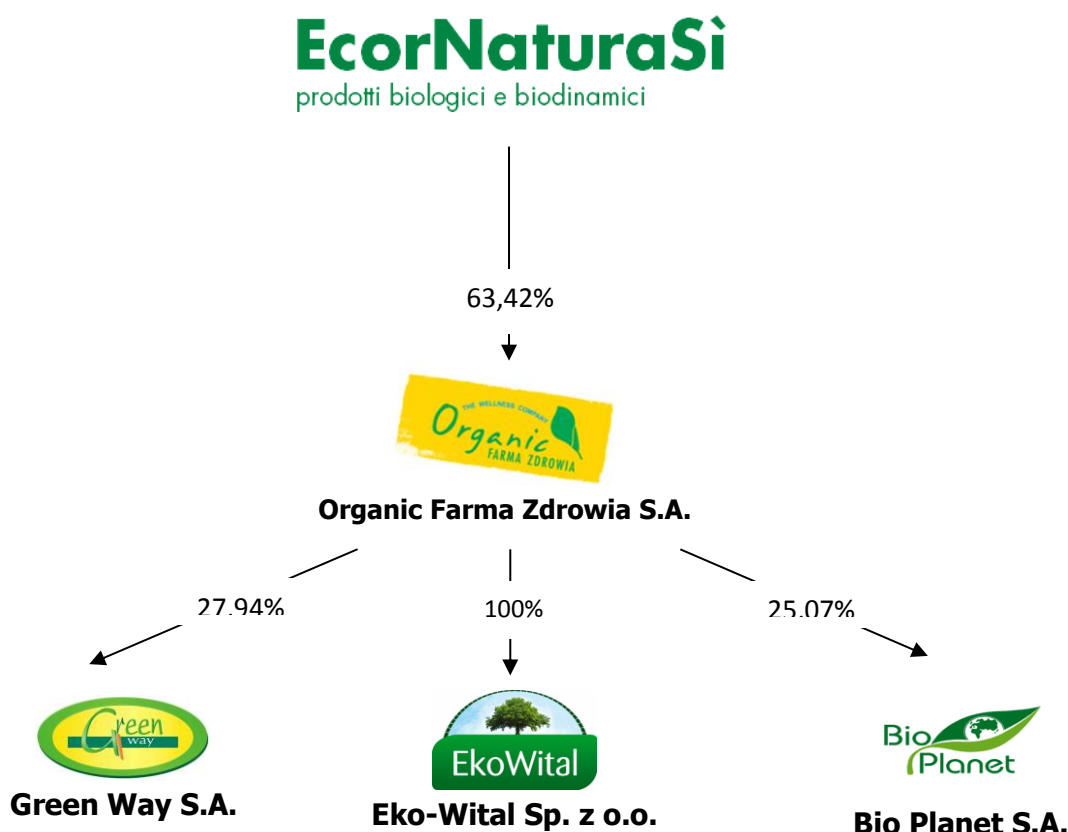 EcorNaturaSì
prodotti biologici e biodinamici
63,42%
THE WELLNESS COMPANY
Organic
FARMA ZDROWIA
Organic Farma Zdrowia S.A.
27,94%
100%
25,07%
Green
way
EkoWital
Bio
Planet
Green Way S.A.
Eko-Wital Sp. z o.o.
Bio Planet S.A.